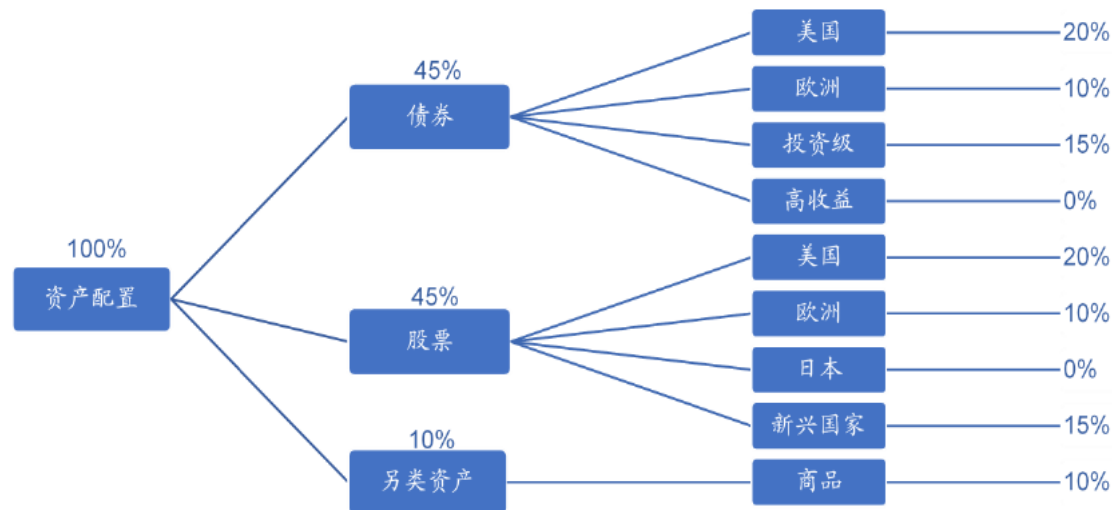 100%
资产配置
45%
债券
美国 20%
欧洲 10%
投资级 15%
高收益 0%
45%
股票
美国 20%
欧洲 10%
日本 0%
新兴国家 15%
10%
另类资产
商品 10%